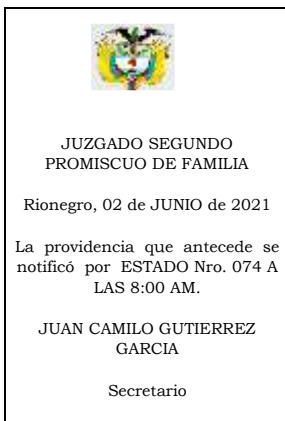 JUZGADO SEGUNDO
PROMISCUO DE FAMILIA
Rionegro, 02 de JUNIO de 2021
La providencia que antecede se
notificó por ESTADO Nro. 074 A
LAS 8:00 AM.
JUAN CAMILO GUTIERREZ
GARCIA
Secretario